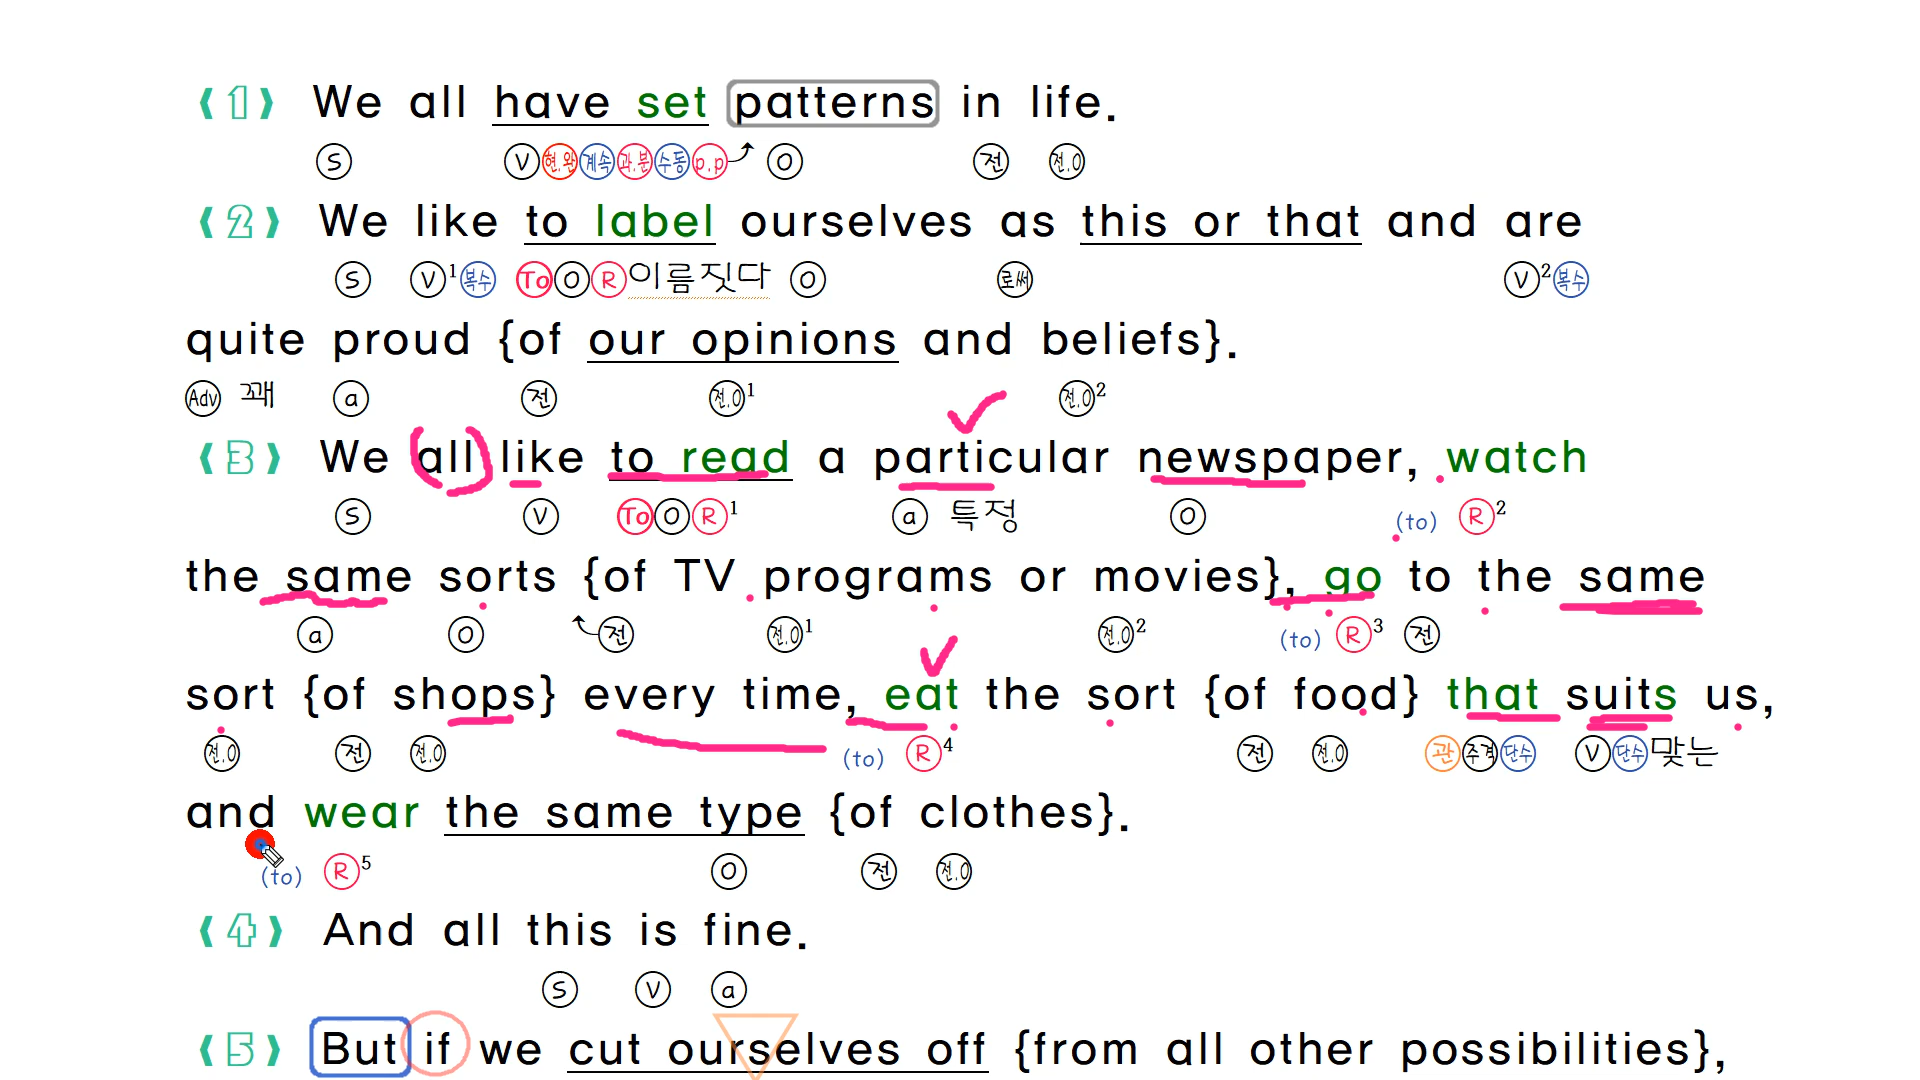 ❨1❩ We all have set patterns in life.
S V 현.완 계속 과.분 수동 p.p O 전 전.O
❨2❩ We like to label ourselves as this or that and are
S V1 복수 To O R 이름짓다 O 로써 V2 복수
quite proud {of our opinions and beliefs}.
Adv 꽤 a 전 전.O1 전.O2
❨3❩ We all like to read a particular newspaper, watch
S V To O R1 a 특정 O (to) R2
the same sorts {of TV programs or movies}, go to the same
a O 전 전.O1 전.O2 (to) R3 전
sort {of shops} every time, eat the sort {of food} that suits us,
전.O 전 전.O (to) R4 전 전.O 관 주격 단수 V 단수 맞는
and wear the same type {of clothes}.
(to) R5 O 전 전.O
❨4❩ And all this is fine.
S V a
❨5❩ But if we cut ourselves off {from all other possibilities},